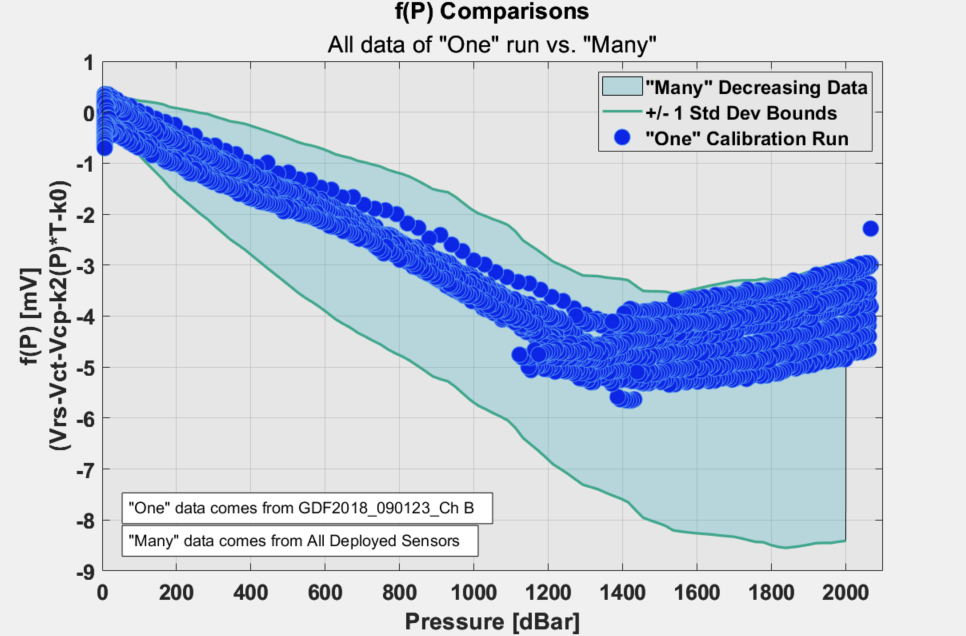 f(P) Comparisons
All data of "One" run vs. "Many"
"Many" Decreasing Data
+/- 1 Std Dev Bounds
"One" Calibration Run
f(P) [mV]
(Vrs-Vct-Vcp-k2(P)*T-k0)
1
0
-1
-2
-3
-4
-5
-6
-7
-8
-9
"One" data comes from GDF2018_090123_Ch B
"Many" data comes from All Deployed Sensors
0 200 400 600 800 1000 1200 1400 1600 1800 2000
Pressure [dBar]